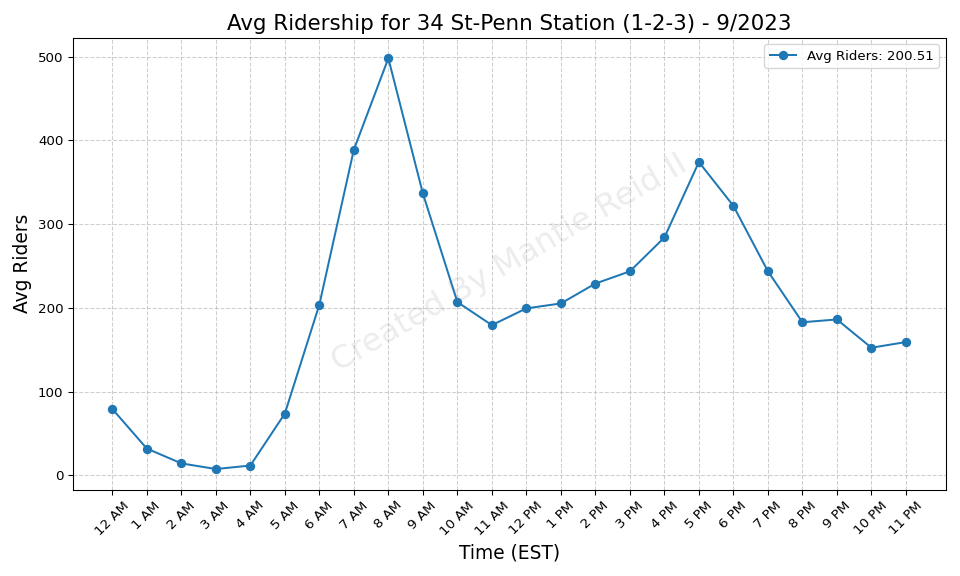 Avg Ridership for 34 St-Penn Station (1-2-3) - 9/2023
Avg Riders: 200.51
500
400
300
200
100
0
Avg Riders
Created By Mantie Reid II
12 AM
1 AM
2 AM
3 AM
4 AM
5 AM
6 AM
7 AM
8 AM
9 AM
10 AM
11 AM
12 PM
1 PM
2 PM
3 PM
4 PM
5 PM
6 PM
7 PM
8 PM
9 PM
10 PM
11 PM
Time (EST)